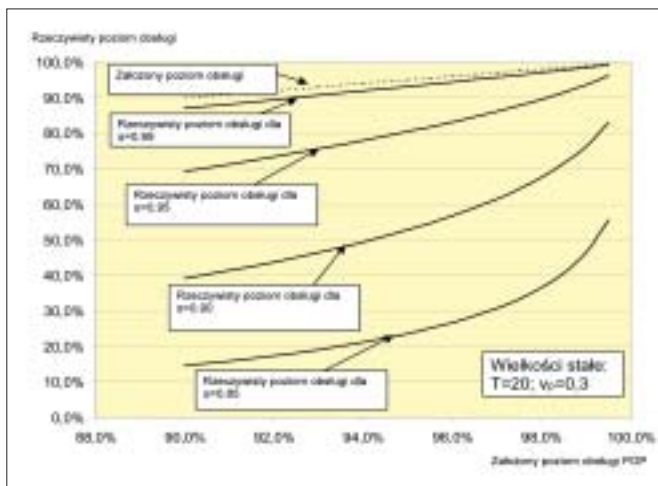 Rzeczywisty poziom obsługi
100,0%
90,0%
80,0%
70,0%
60,0%
50,0%
40,0%
30,0%
20,0%
10,0%
0,0%
Założony poziom obsługi
Rzeczywisty poziom obsługi dla
α=0.99
Rzeczywisty poziom obsługi dla
α=0.95
Rzeczywisty poziom obsługi dla
α=0.90
Rzeczywisty poziom obsługi dla
α=0.85
Wielkości stałe:
T=20; =0,3
88,0%
90,0%
92,0%
94,0%
96,0%
98,0%
100,0%
Założony poziom obsługi POP